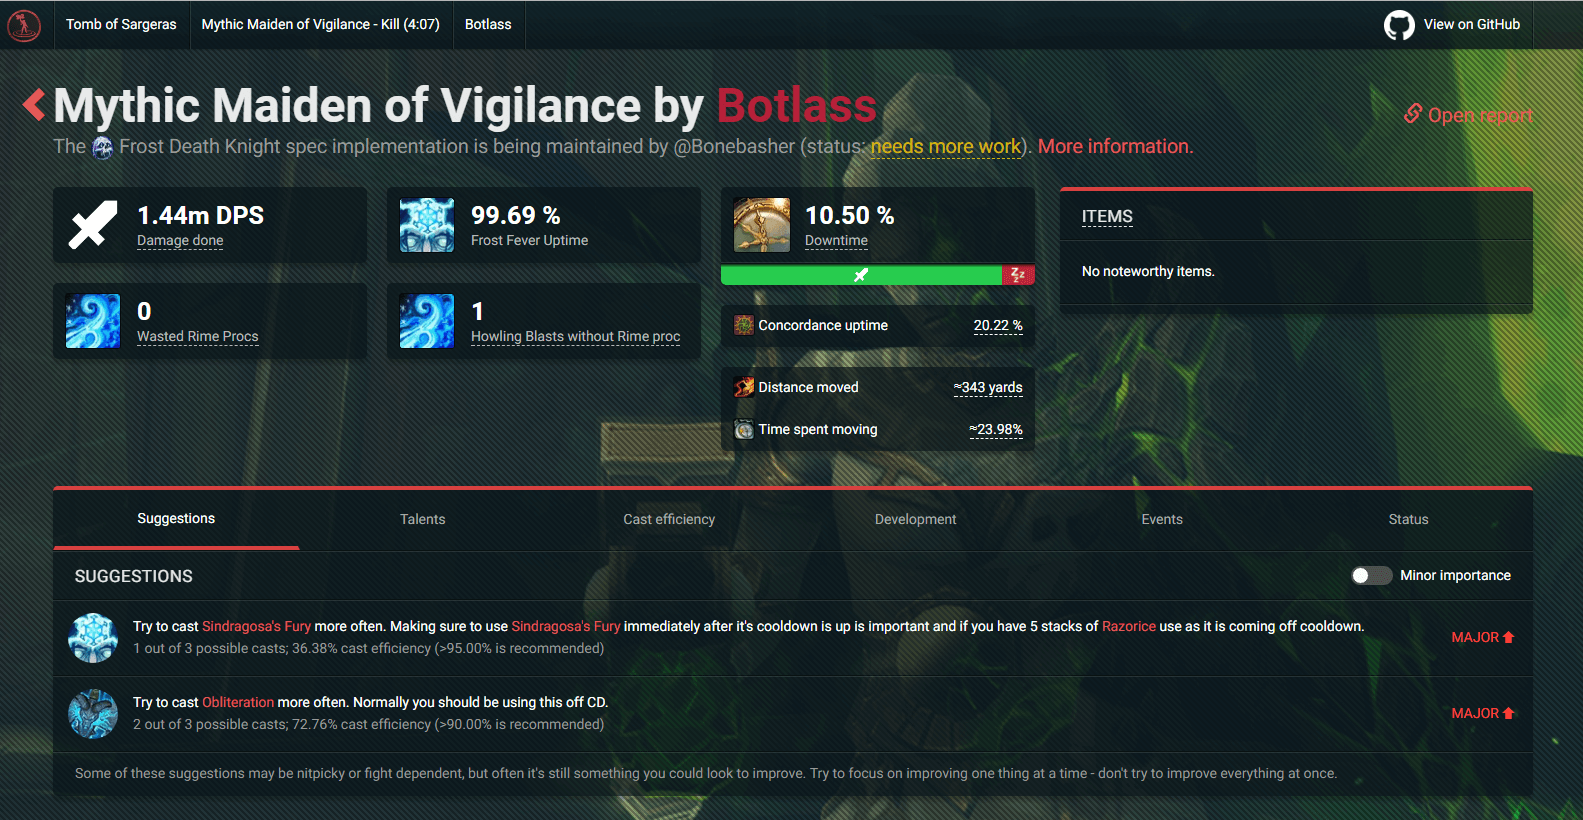 Tomb of Sargeras
Mythic Maiden of Vigilance - Kill (4:07)
Botlass
View on GitHub
Mythic Maiden of Vigilance by Botlass
Open report
The Frost Death Knight spec implementation is being maintained by @Bonebasher (status: needs more work). More information.
1.44m DPS
Damage done
99.69 %
Frost Fever Uptime
10.50 %
Downtime
ZZZ
ITEMS
No noteworthy items.
0
Wasted Rime Procs
1
Howling Blasts without Rime proc
Concordance uptime
20.22 %
Distance moved
≈343 yards
Time spent moving
≈23.98%
Suggestions
Talents
Cast efficiency
Development
Events
Status
SUGGESTIONS
Minor importance
Try to cast Sindragosa's Fury more often. Making sure to use Sindragosa's Fury immediately after it's cooldown is up is important and if you have 5 stacks of Razorice use as it is coming off cooldown.
1 out of 3 possible casts; 36.38% cast efficiency (>95.00% is recommended)
MAJOR
Try to cast Obliteration more often. Normally you should be using this off CD.
2 out of 3 possible casts; 72.76% cast efficiency (>90.00% is recommended)
MAJOR
Some of these suggestions may be nitpicky or fight dependent, but often it's still something you could look to improve. Try to focus on improving one thing at a time - don't try to improve everything at once.